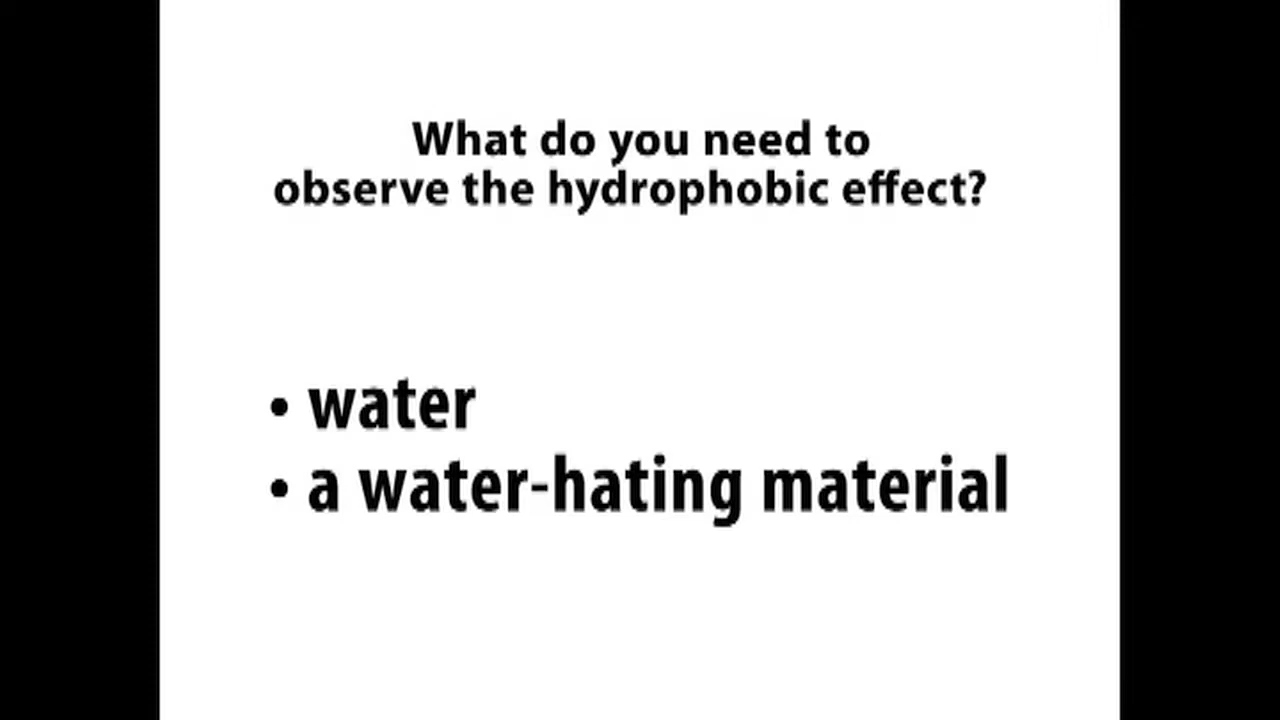 What do you need to
observe the hydrophobic effect?
• water
• a water-hating material